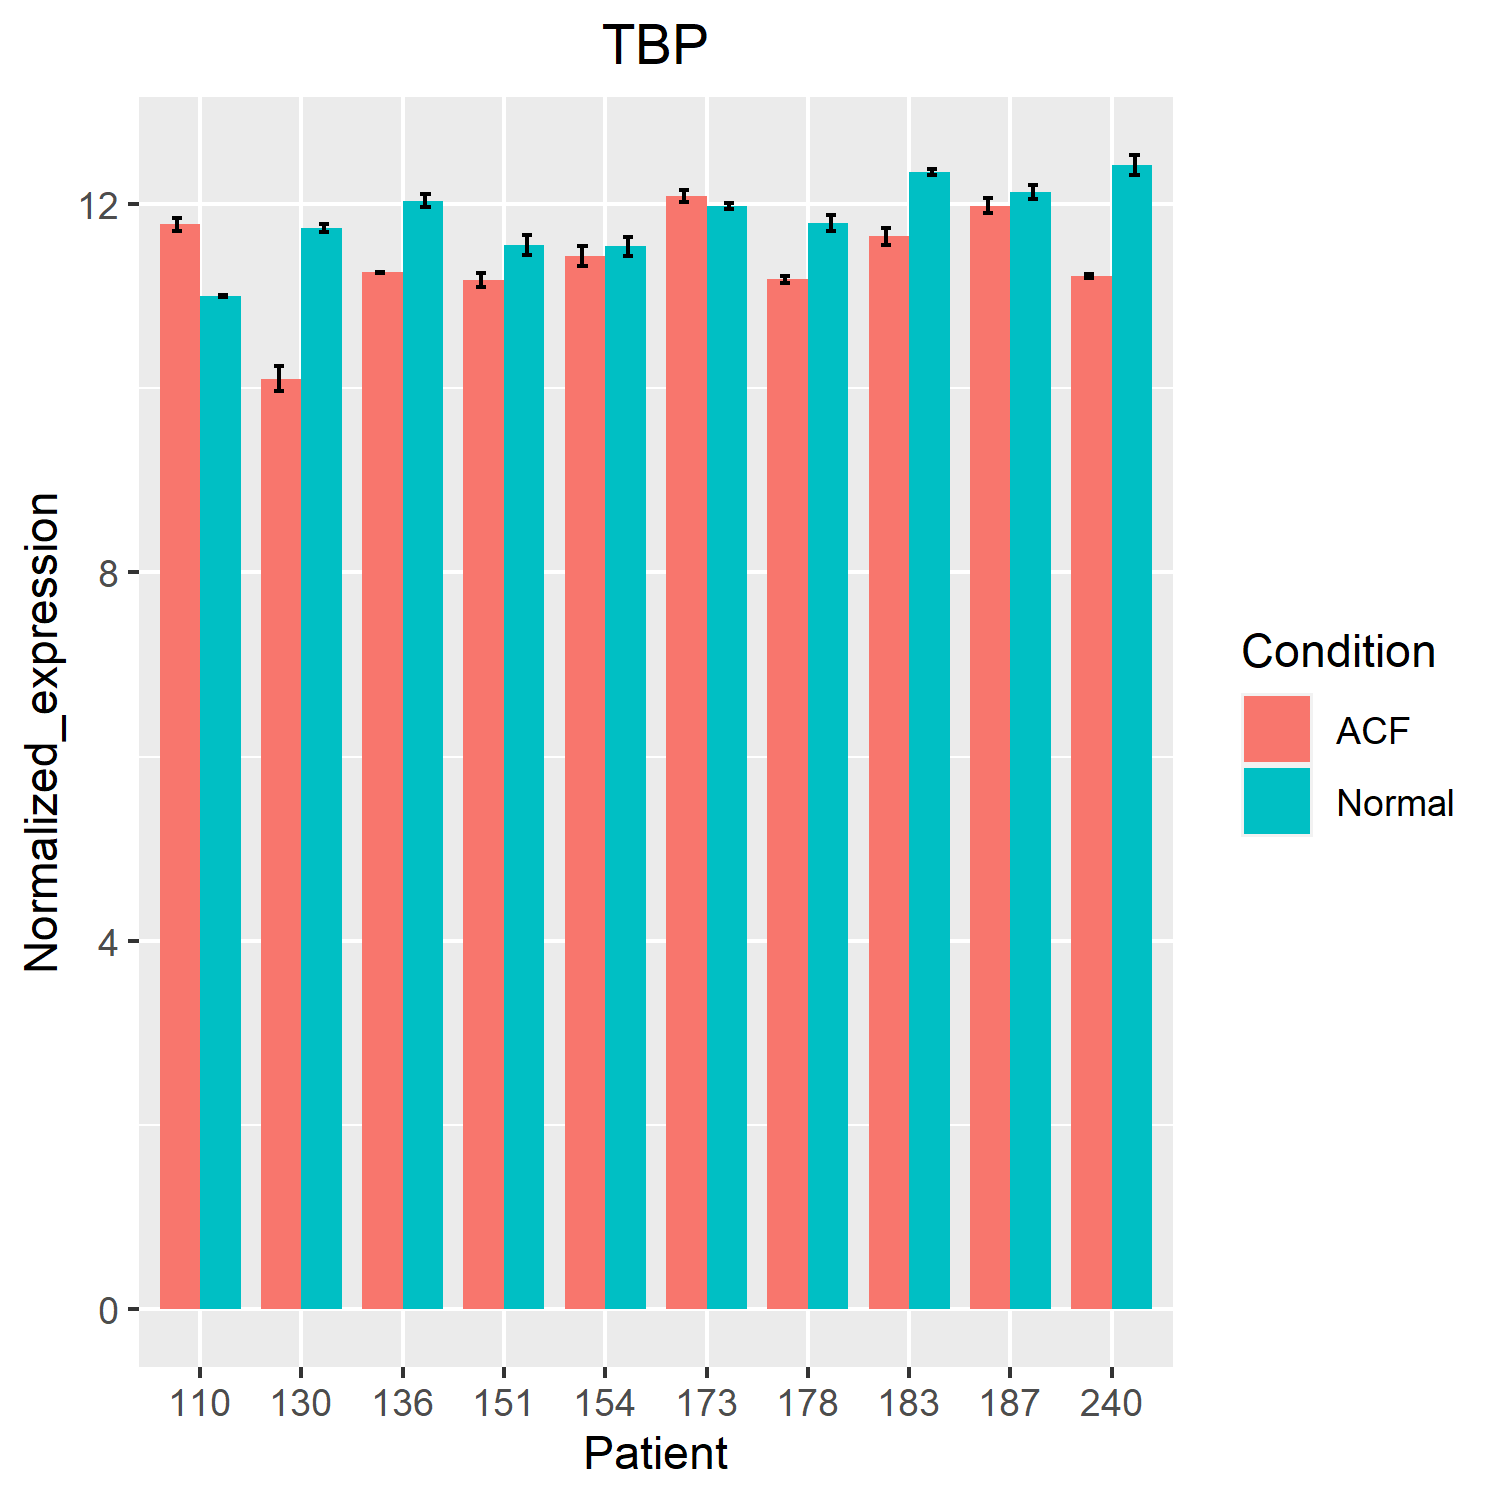 TBP
12
8
4
0
Normalized_expression
110 130 136 151 154 173 178 183 187 240
Patient
Condition
ACF
Normal